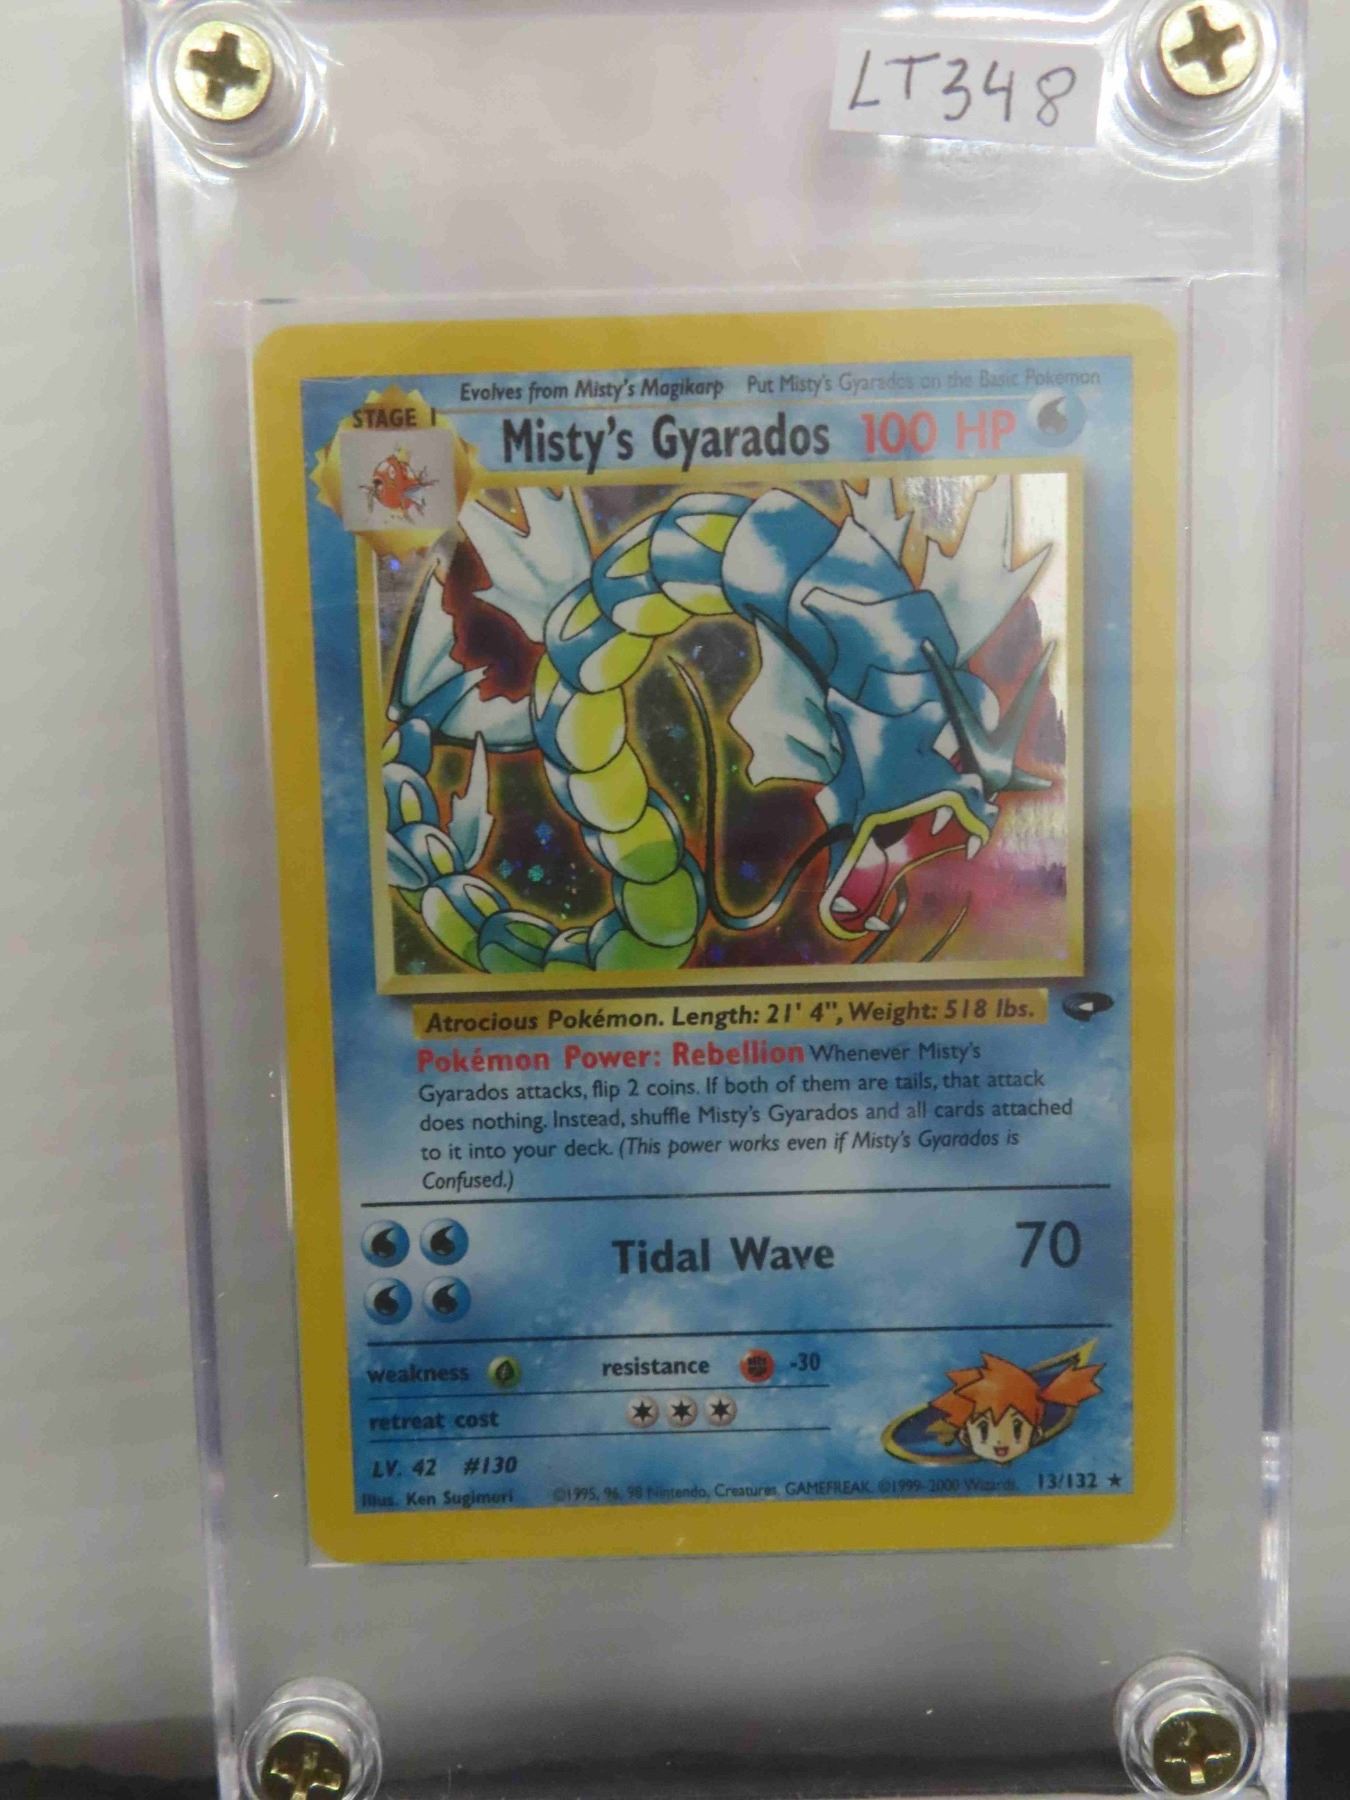 LT348
Evolves from Misty's Magikarp Put Misty's Gyarados on the Basic Pokémon
STAGE 1
Misty's Gyarados 100 HP
Atrocious Pokémon. Length: 21' 4", Weight: 518 lbs.
Pokémon Power: Rebellion Whenever Misty's
Gyarados attacks, flip 2 coins. If both of them are tails, that attack
does nothing. Instead, shuffle Misty's Gyarados and all cards attached
to it into your deck. (This power works even if Misty's Gyarados is
Confused.)
Tidal Wave 70
weakness resistance -30
retreat cost
LV. 42 #130
Illus. Ken Sugimori ©1995, 96, 98 Nintendo, Creatures, GAMEFREAK. ©1999-2000 Wizards. 13/132 ★